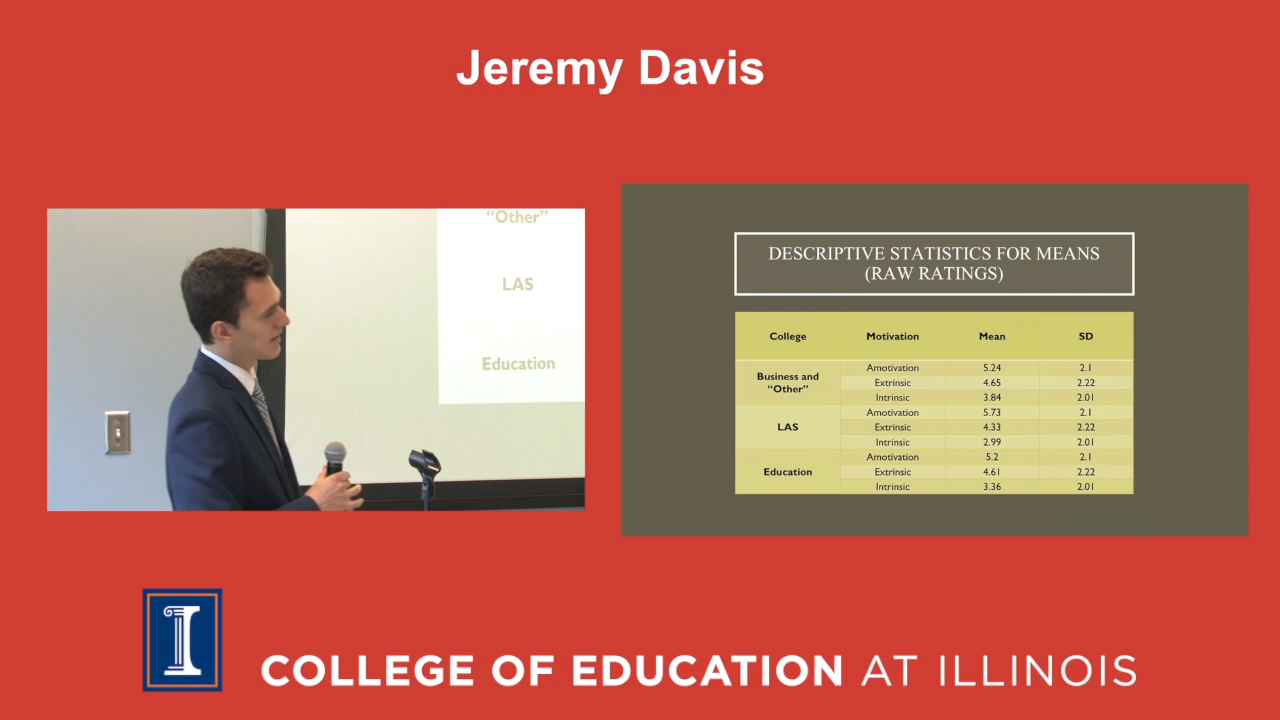 Jeremy Davis
“Other”
LAS
Education
DESCRIPTIVE STATISTICS FOR MEANS
(RAW RATINGS)
College Motivation Mean SD
Business and “Other” Amotivation 5.24 2.1
Extrinsic 4.65 2.22
Intrinsic 3.84 2.01
LAS Amotivation 5.73 2.1
Extrinsic 4.33 2.22
Intrinsic 2.99 2.01
Education Amotivation 5.2 2.1
Extrinsic 4.61 2.22
Intrinsic 3.36 2.01
I
COLLEGE OF EDUCATION AT ILLINOIS